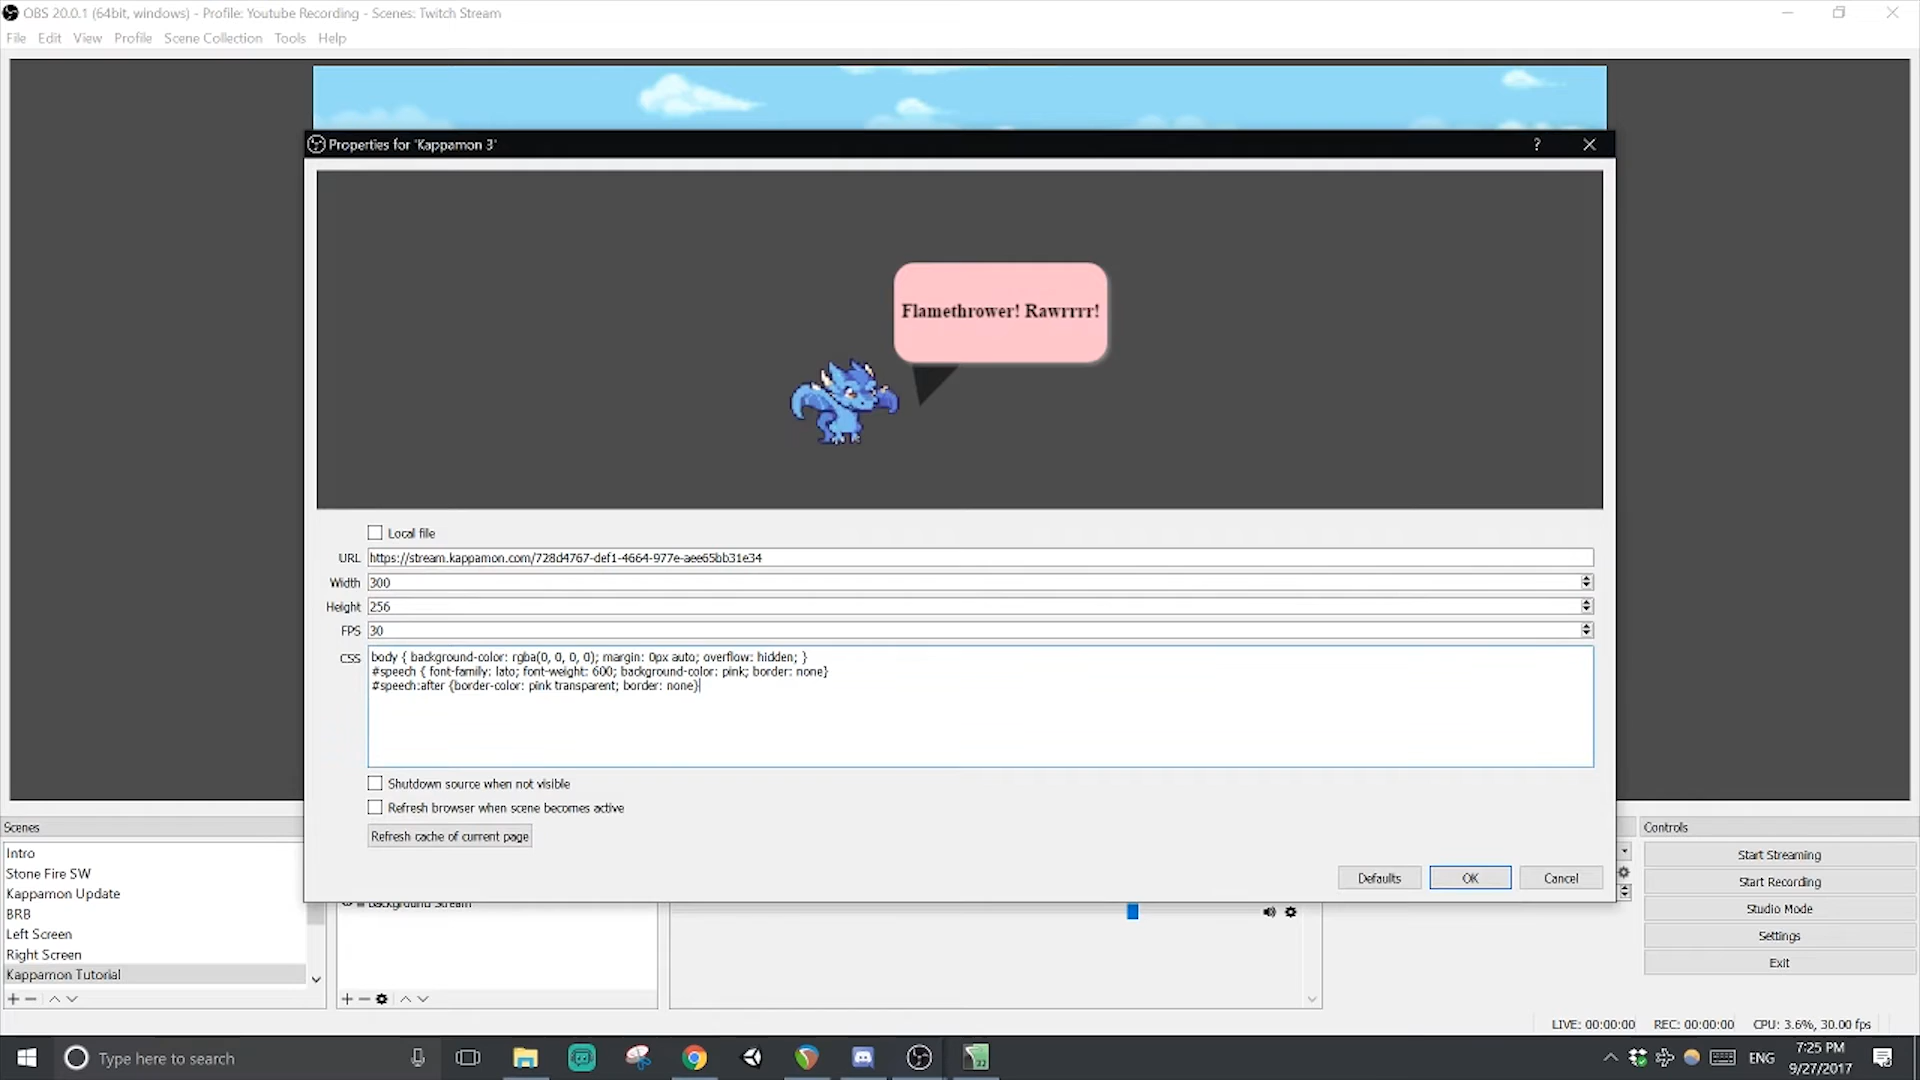 OBS 20.0.1 (64bit, windows) - Profile: Youtube Recording - Scenes: Twitch Stream
File Edit View Profile Scene Collection Tools Help
Properties for 'Kappamon 3'
?
Flamethrower! Rawrrrr!
Local file
URL https://stream.kappamon.com/728d4767-def1-4664-977e-aee65bb31e34
Width 300
Height 256
FPS 30
CSS body { background-color: rgba(0, 0, 0, 0); margin: 0px auto; overflow: hidden; }
#speech { font-family: lato; font-weight: 600; background-color: pink; border: none}
#speech:after {border-color: pink transparent; border: none}
Shutdown source when not visible
Refresh browser when scene becomes active
Refresh cache of current page
Defaults OK Cancel
Scenes
Intro
Stone Fire SW
Kappamon Update
BRB
Left Screen
Right Screen
Kappamon Tutorial
Background Stream
Controls
Start Streaming
Start Recording
Studio Mode
Settings
Exit
LIVE: 00:00:00 REC: 00:00:00 CPU: 3.6%, 30.00 fps
Type here to search
ENG
7:25 PM
9/27/2017